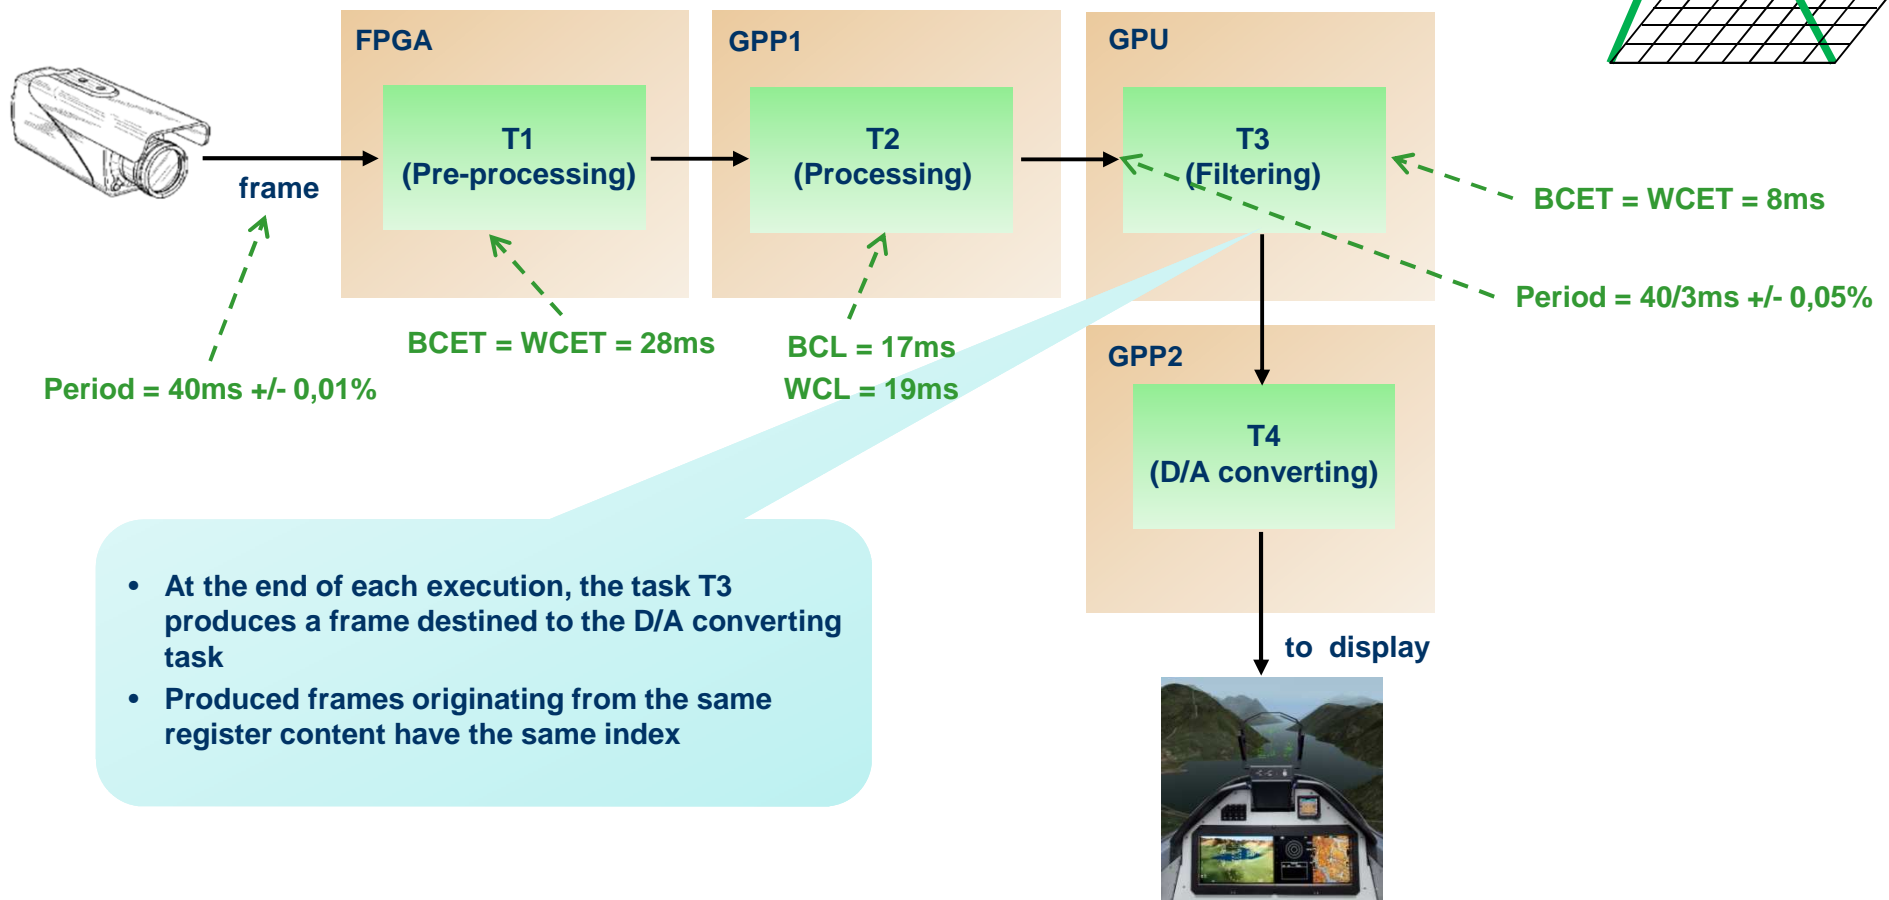 FPGA
GPP1
GPU
T1
(Pre-processing)
T2
(Processing)
T3
(Filtering)
frame
BCET = WCET = 8ms
Period = 40/3ms +/- 0,05%
BCET = WCET = 28ms
BCL = 17ms
WCL = 19ms
Period = 40ms +/- 0,01%
GPP2
T4
(D/A converting)
• At the end of each execution, the task T3
produces a frame destined to the D/A converting
task
• Produced frames originating from the same
register content have the same index
to display